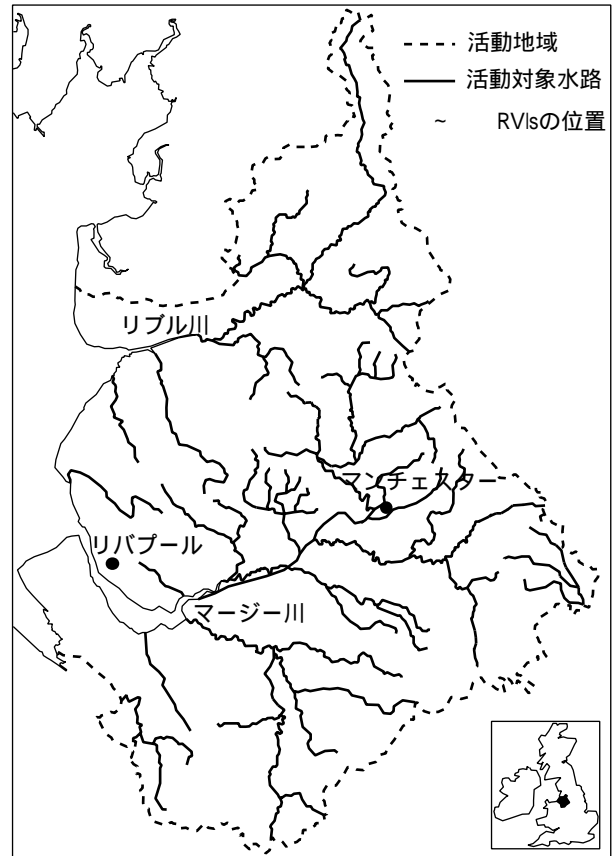 活動地域
活動対象水路
~ RVIsの位置
リブル川
マンチェスター
リバプール
マージー川